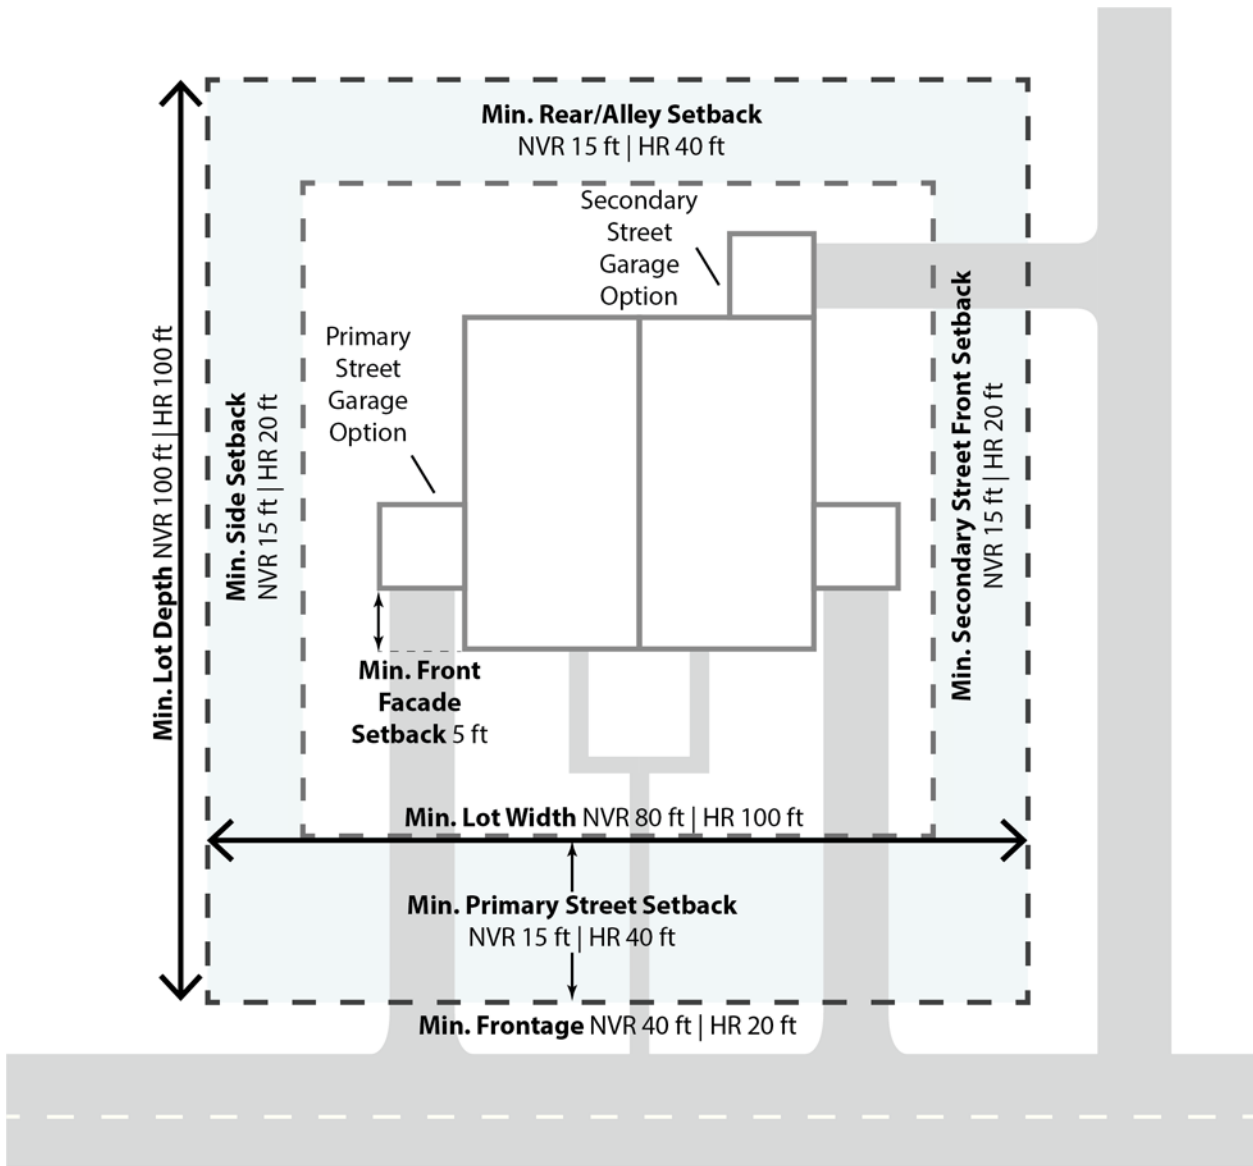 Min. Rear/Alley Setback
NVR 15 ft | HR 40 ft
Secondary
Street
Garage
Option
Primary
Street
Garage
Option
Min. Lot Depth NVR 100 ft | HR 100 ft
Min. Side Setback
NVR 15 ft | HR 20 ft
Min. Secondary Street Front Setback
NVR 15 ft | HR 20 ft
Min. Front
Facade
Setback 5 ft
Min. Lot Width NVR 80 ft | HR 100 ft
Min. Primary Street Setback
NVR 15 ft | HR 40 ft
Min. Frontage NVR 40 ft | HR 20 ft